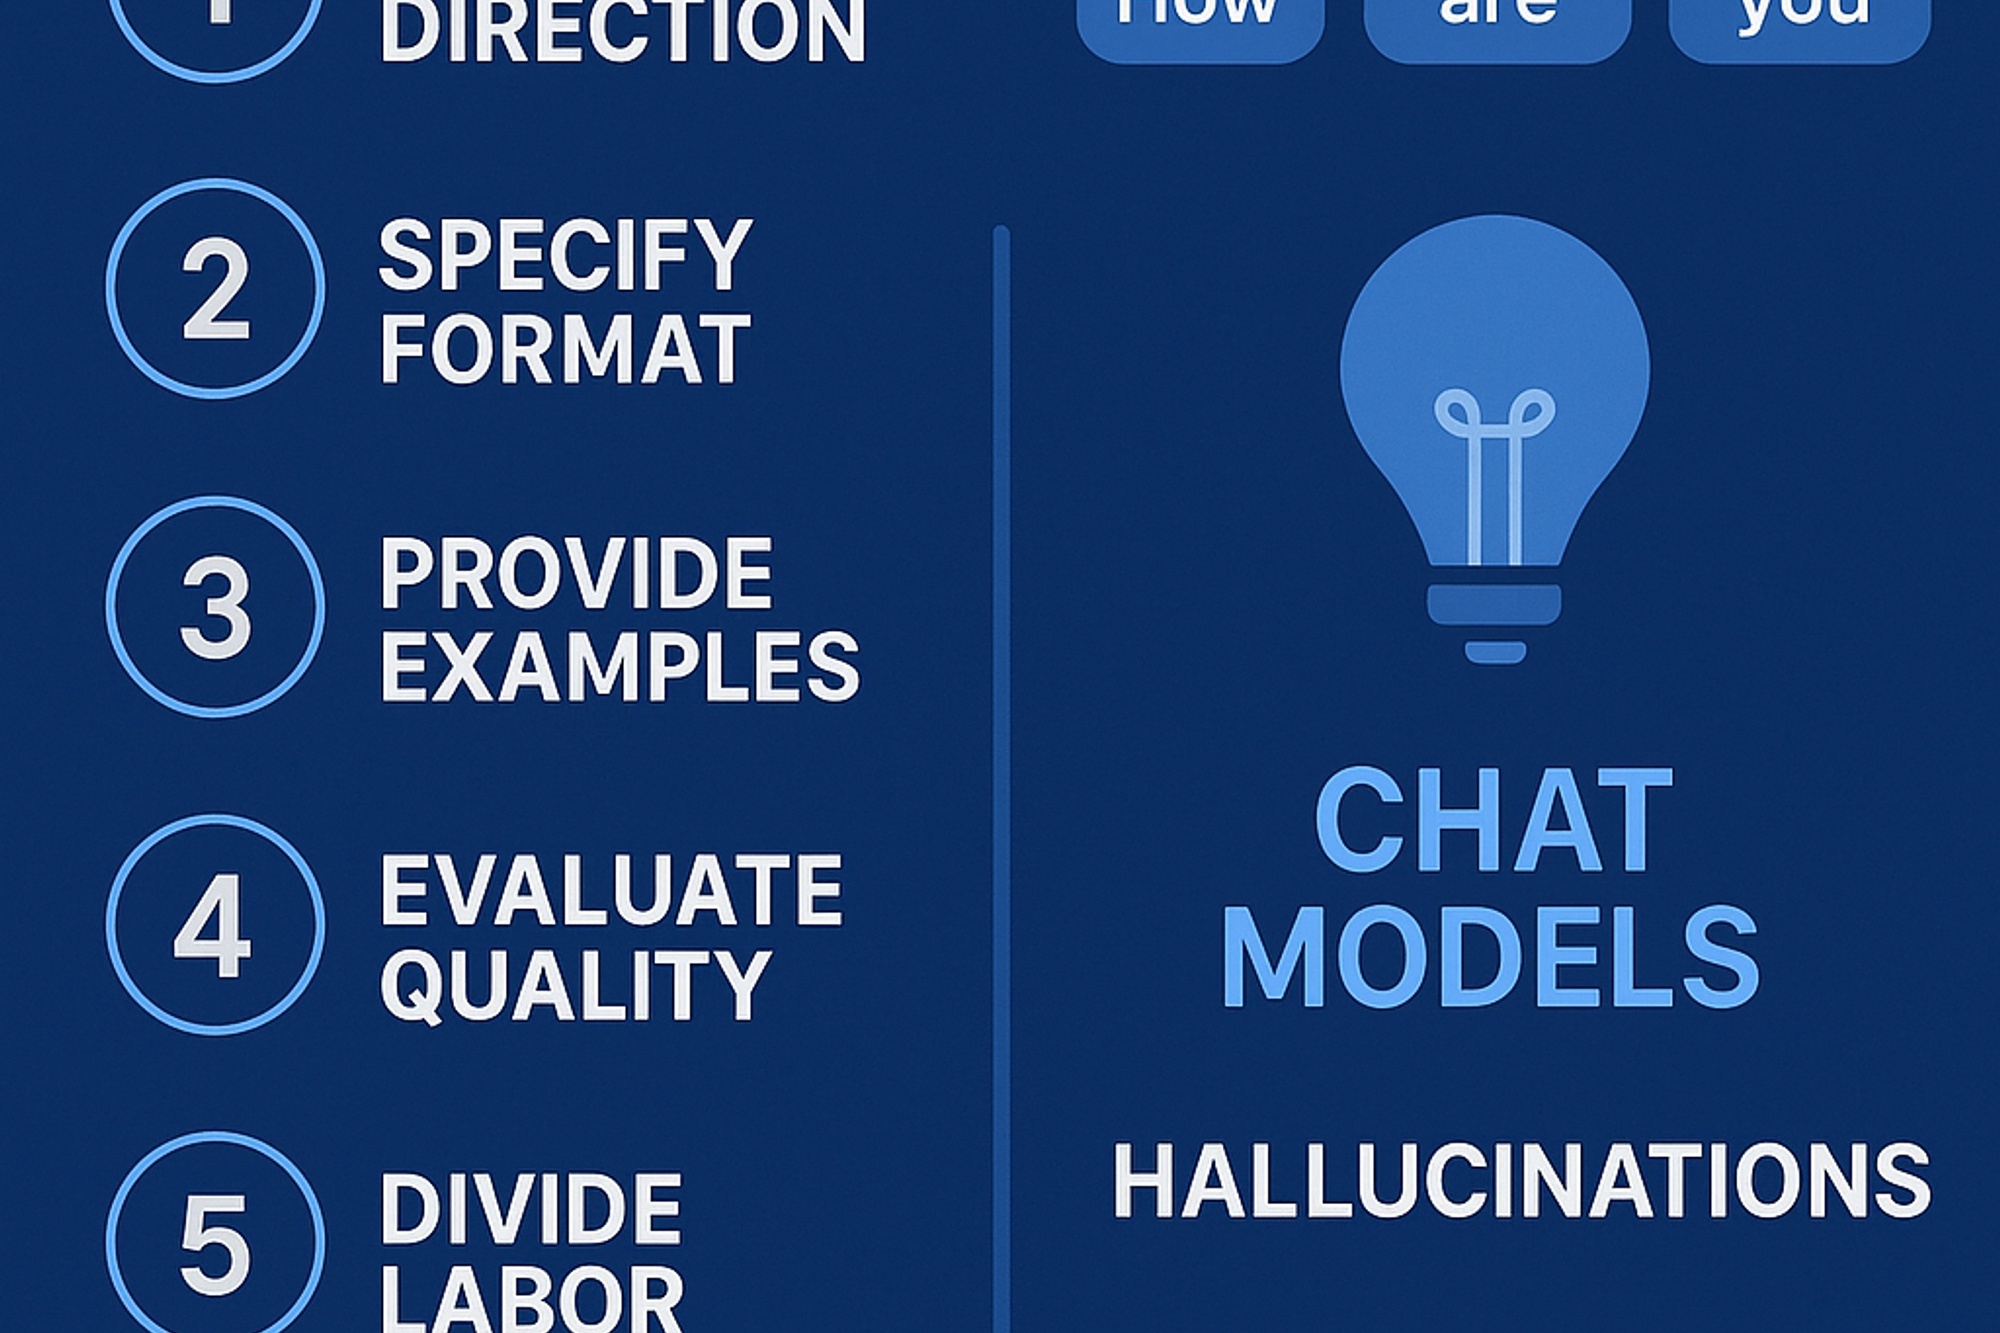 1
DIRECTION
2
SPECIFY
FORMAT
3
PROVIDE
EXAMPLES
4
EVALUATE
QUALITY
5
DIVIDE
LABOR
How are you
CHAT
MODELS
HALLUCINATIONS